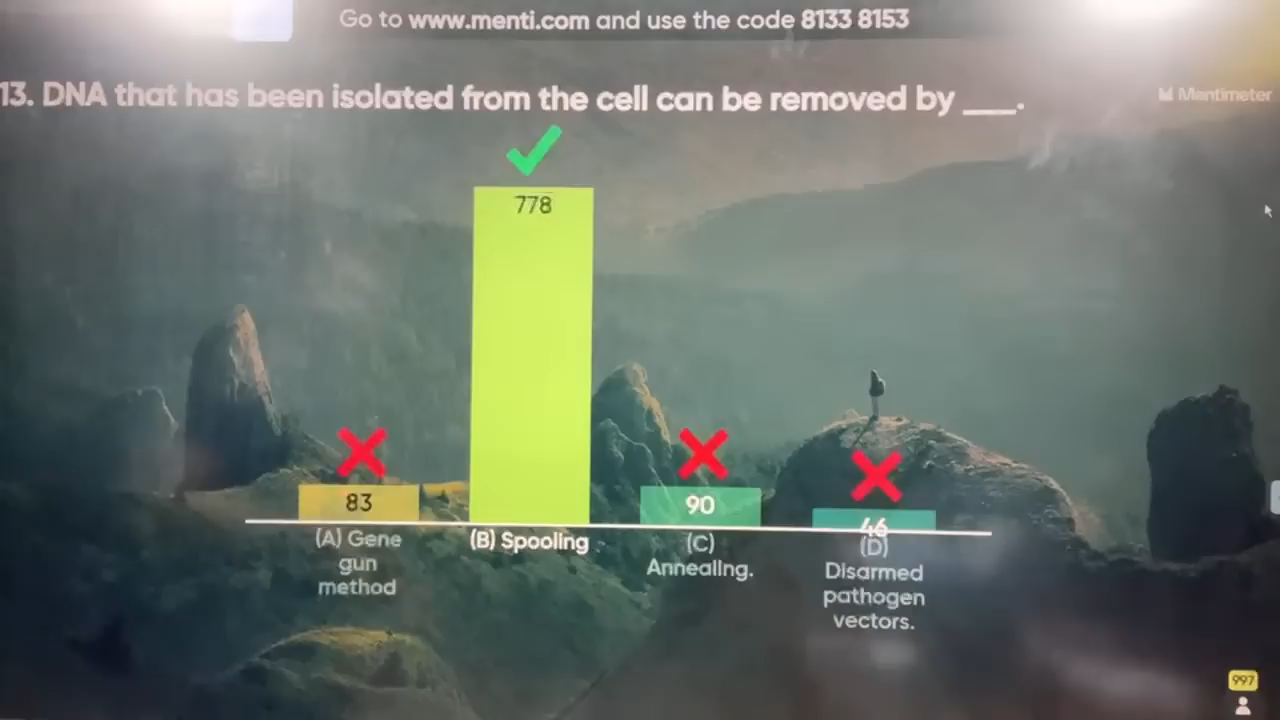 Go to www.menti.com and use the code 8133 8153
13. DNA that has been isolated from the cell can be removed by ___.
Mentimeter
778
83
90
46
(A) Gene
gun
method
(B) Spooling
(C)
Annealing.
(D)
Disarmed
pathogen
vectors.
997